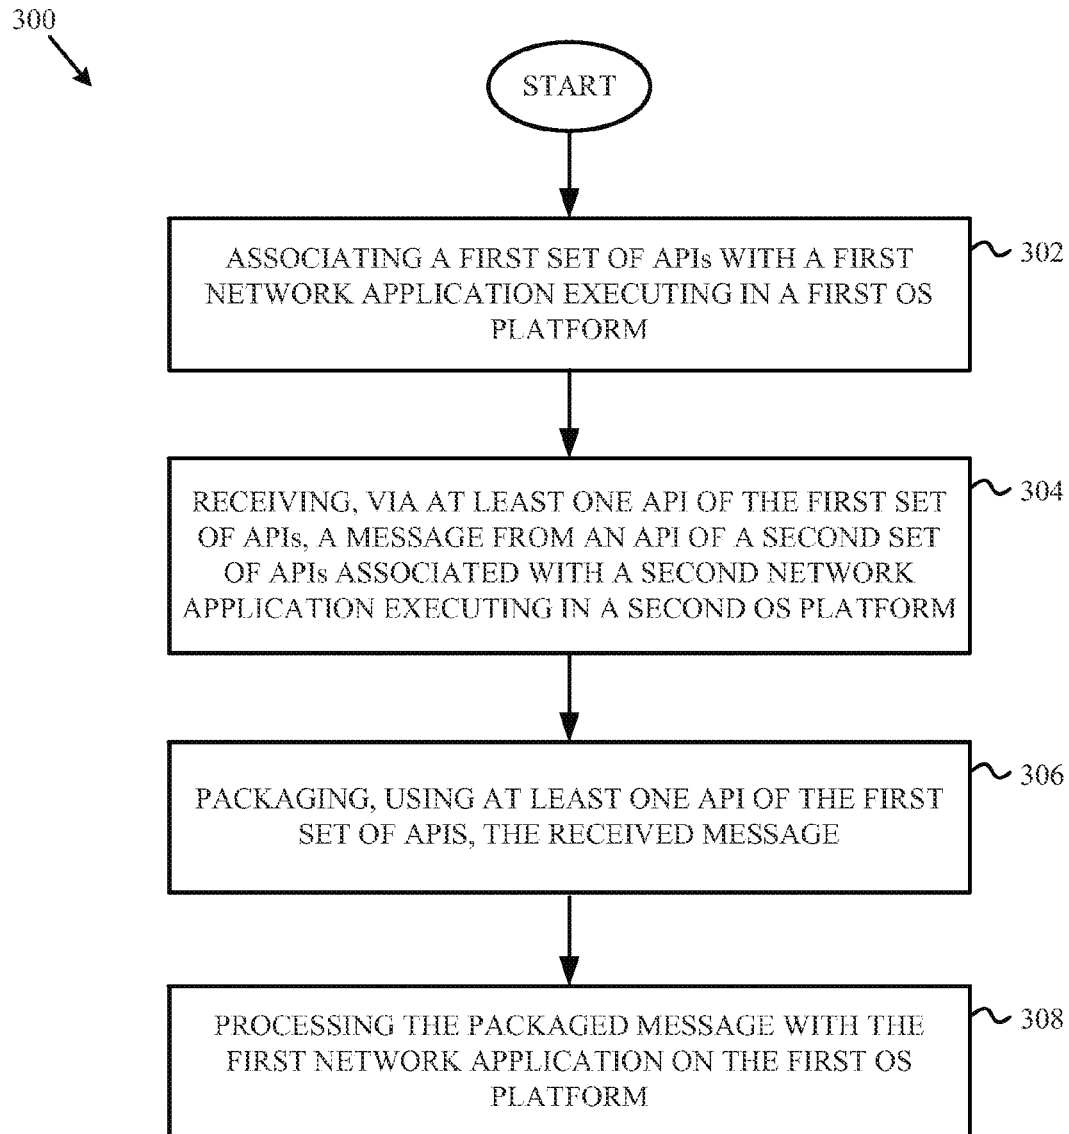 300
START
ASSOCIATING A FIRST SET OF APIs WITH A FIRST
NETWORK APPLICATION EXECUTING IN A FIRST OS
PLATFORM
302
RECEIVING, VIA AT LEAST ONE API OF THE FIRST SET
OF APIs, A MESSAGE FROM AN API OF A SECOND SET
OF APIs ASSOCIATED WITH A SECOND NETWORK
APPLICATION EXECUTING IN A SECOND OS PLATFORM
304
PACKAGING, USING AT LEAST ONE API OF THE FIRST
SET OF APIS, THE RECEIVED MESSAGE
306
PROCESSING THE PACKAGED MESSAGE WITH THE
FIRST NETWORK APPLICATION ON THE FIRST OS
PLATFORM
308